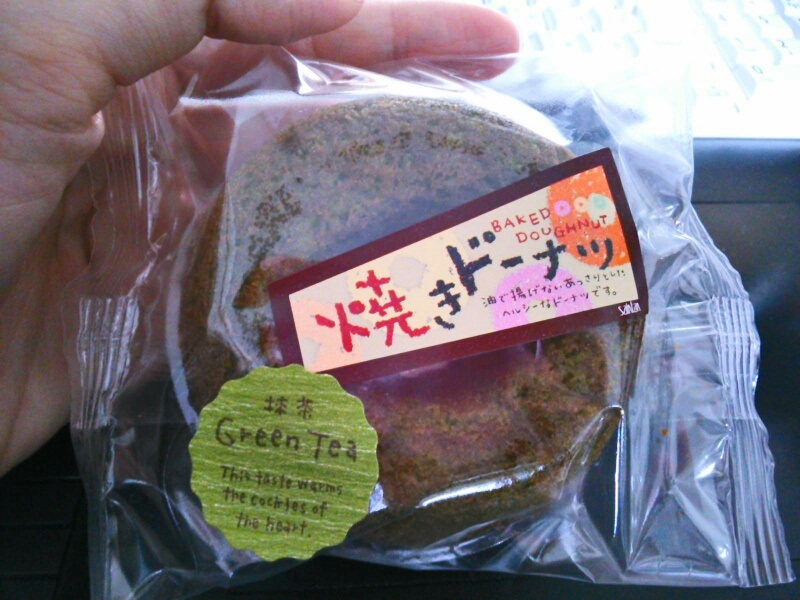 BAKED
DOUGHNUT
焼きドーナツ
油で揚げないあっさりとした
ヘルシーなドーナツです。
抹茶
Green Tea
This taste warms
the cockles of
the heart.